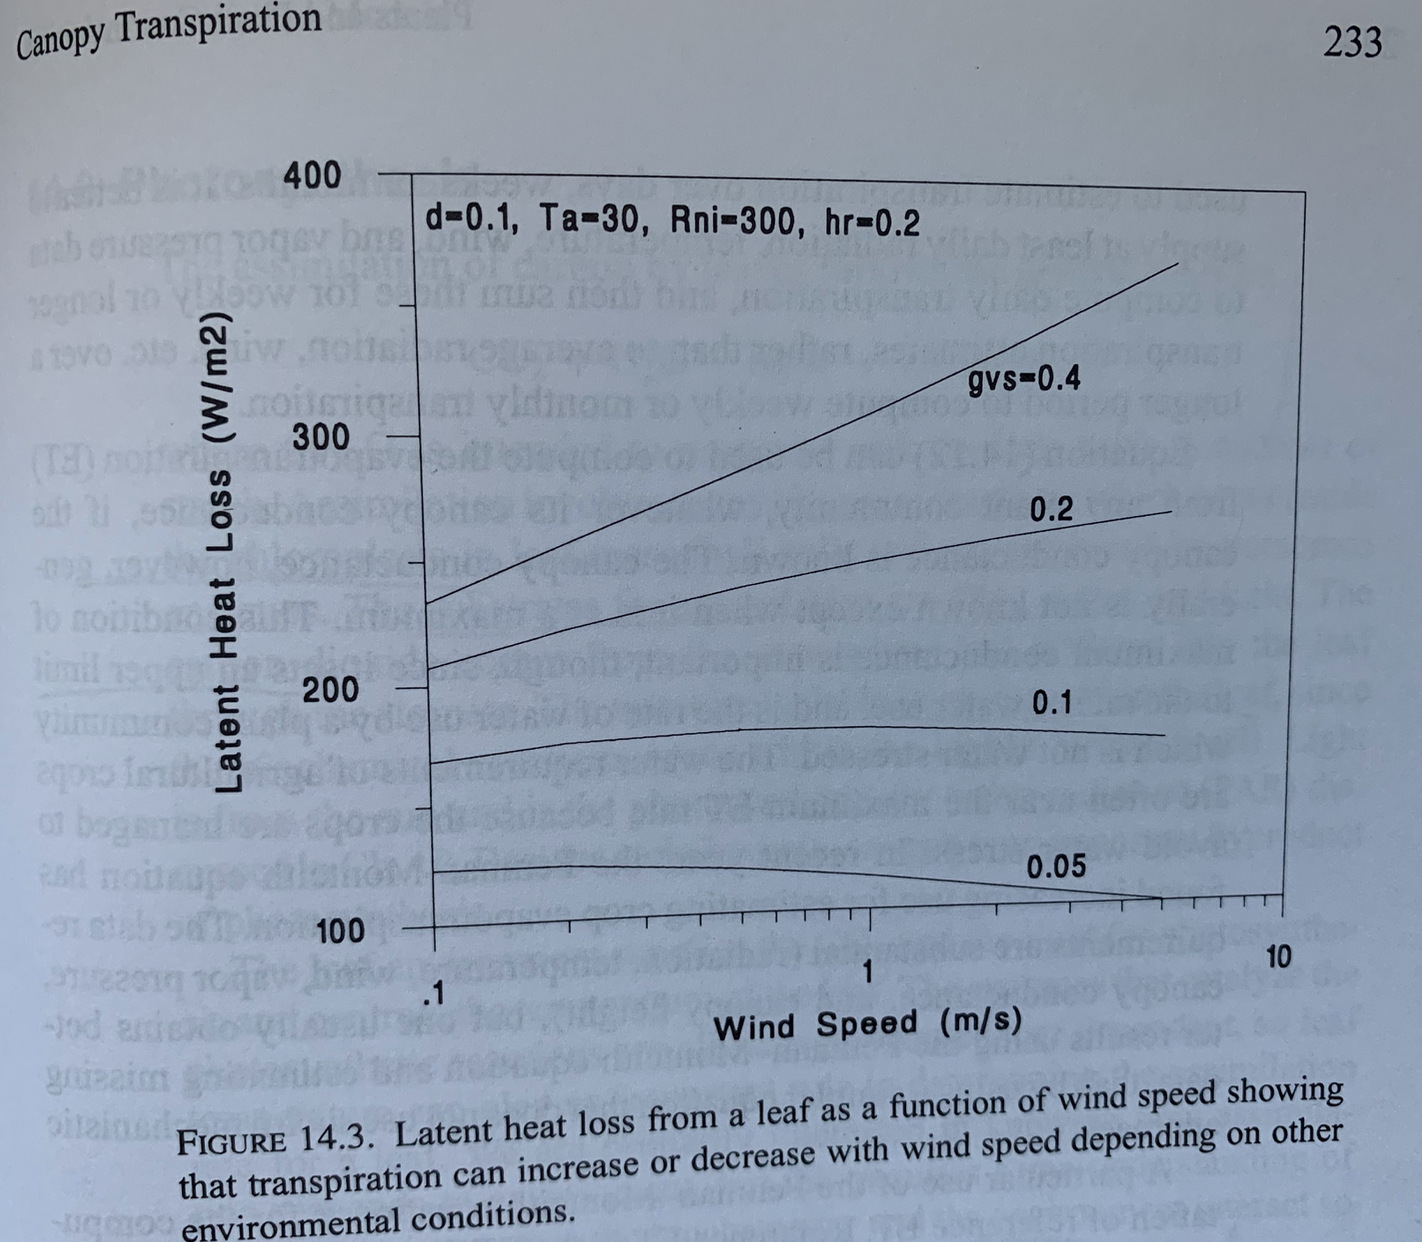 Canopy Transpiration
233
400
d=0.1, Ta=30, Rni=300, hr=0.2
gvs=0.4
300
0.2
200
0.1
0.05
100
.1
1
10
Latent Heat Loss (W/m2)
Wind Speed (m/s)
FIGURE 14.3. Latent heat loss from a leaf as a function of wind speed showing
that transpiration can increase or decrease with wind speed depending on other
environmental conditions.